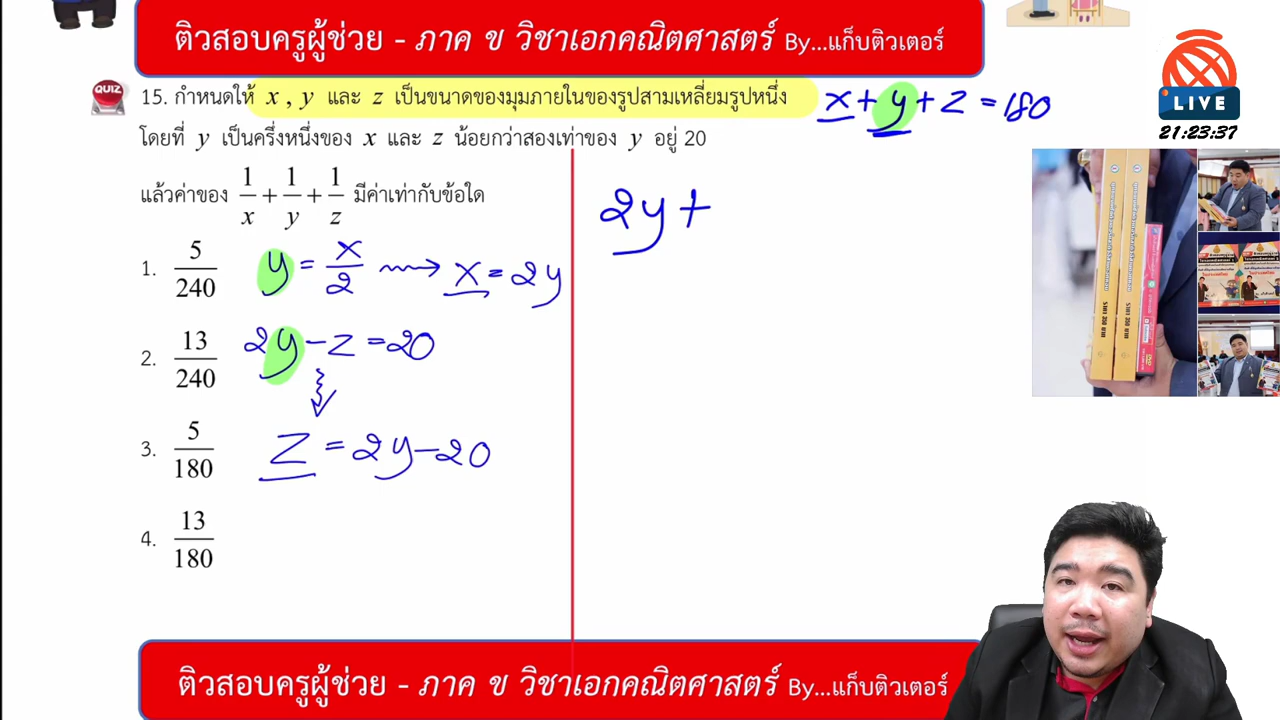 ติวสอบครูผู้ช่วย - ภาค ข วิชาเอกคณิตศาสตร์ By...แก็บติวเตอร์
QUIZ
15. กำหนดให้ x , y และ z เป็นขนาดของมุมภายในของรูปสามเหลี่ยมรูปหนึ่ง
x + y + z = 180
LIVE
21:23:37
โดยที่ y เป็นครึ่งหนึ่งของ x และ z น้อยกว่าสองเท่าของ y อยู่ 20
แล้วค่าของ 1/x + 1/y + 1/z มีค่าเท่ากับข้อใด
2y +
1. 5/240
y = x/2 → x = 2y
2. 13/240
2y - z = 20
3. 5/180
z = 2y - 20
4. 13/180
ติวสอบครูผู้ช่วย - ภาค ข วิชาเอกคณิตศาสตร์ By...แก็บติวเตอร์